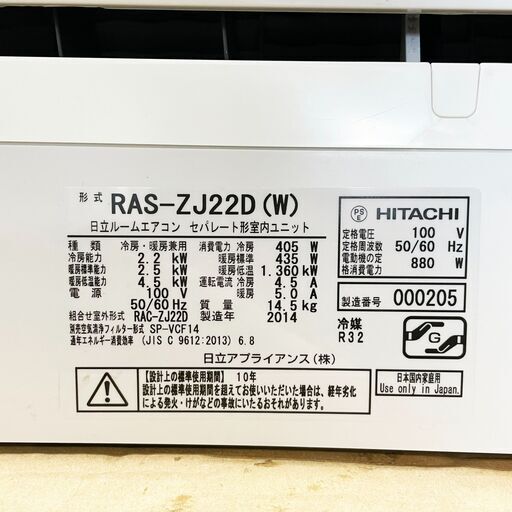 形式 RAS-ZJ22D(W)
日立ルームエアコン セパレート形室内ユニット
種類 冷房・暖房兼用
冷房能力 2.2 kW
暖房標準能力 2.5 kW
暖房低温能力 4.5 kW
電源 100 V
50/60 Hz
消費電力 冷房 405 W
暖房標準 435 W
暖房低温 1.360 kW
運転電流 冷房 4.5 A
暖房 5.0 A
質量 14.5 kg
組合せ室外形式 RAC-ZJ22D 製造年 2014
別売空気清浄フィルター形式 SP-VCF14
通年エネルギー消費効率 (JIS C 9612:2013) 6.8
日立アプライアンス(株)
【設計上の標準使用期間】 10年
設計上の標準使用期間を超えてお使いいただいた場合は、経年劣化
による発火・けがなどの事故に至るおそれがあります。
PS
E
HITACHI
定格電圧 100 V
定格周波数 50/60 Hz
電動機の定格消費電力 880 W
製造番号 000205
冷媒
R32
G
日本国内家庭用
Use only in Japan.